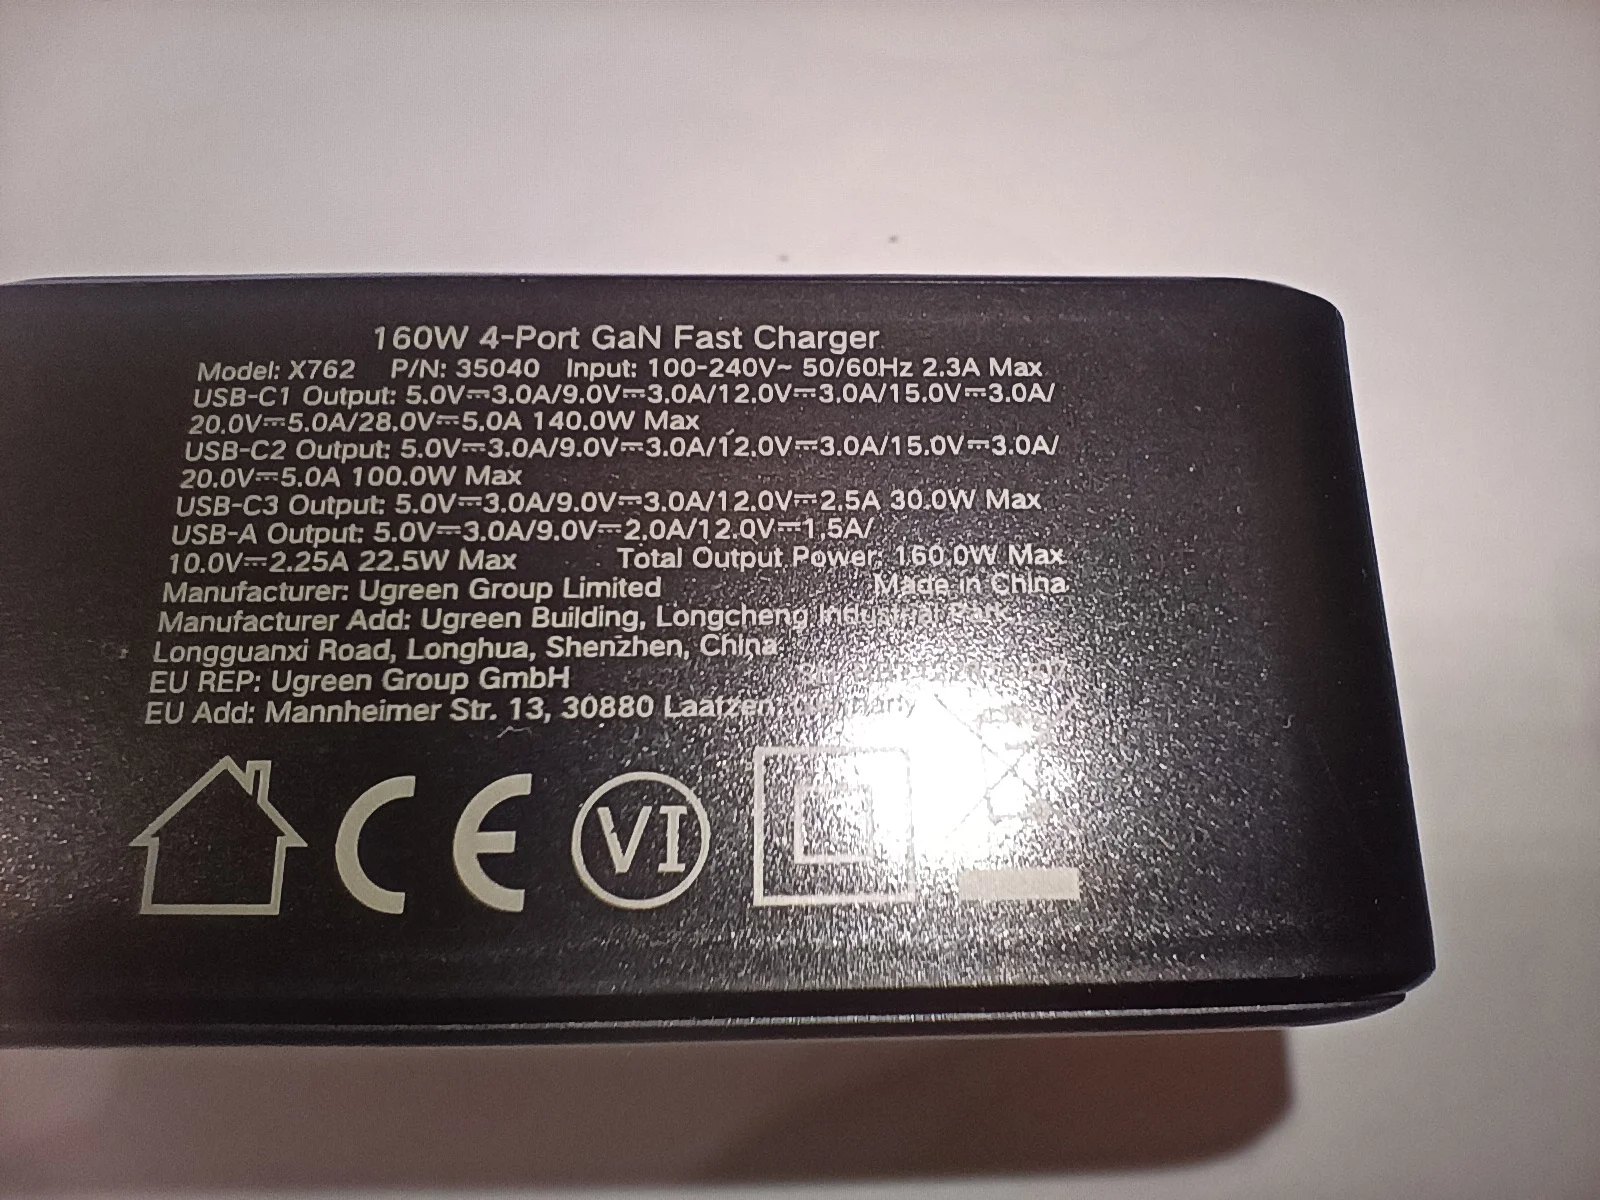 160W 4-Port GaN Fast Charger
Model: X762 P/N: 35040 Input: 100-240V~ 50/60Hz 2.3A Max
USB-C1 Output: 5.0V⎓3.0A/9.0V⎓3.0A/12.0V⎓3.0A/15.0V⎓3.0A/
20.0V⎓5.0A/28.0V⎓5.0A 140.0W Max
USB-C2 Output: 5.0V⎓3.0A/9.0V⎓3.0A/12.0V⎓3.0A/15.0V⎓3.0A/
20.0V⎓5.0A 100.0W Max
USB-C3 Output: 5.0V⎓3.0A/9.0V⎓3.0A/12.0V⎓2.5A 30.0W Max
USB-A Output: 5.0V⎓3.0A/9.0V⎓2.0A/12.0V⎓1.5A/
10.0V⎓2.25A 22.5W Max Total Output Power: 160.0W Max
Manufacturer: Ugreen Group Limited Made in China
Manufacturer Add: Ugreen Building, Longcheng Industrial Park,
Longguanxi Road, Longhua, Shenzhen, China
EU REP: Ugreen Group GmbH
EU Add: Mannheimer Str. 13, 30880 Laatzen, Germany
CE VI